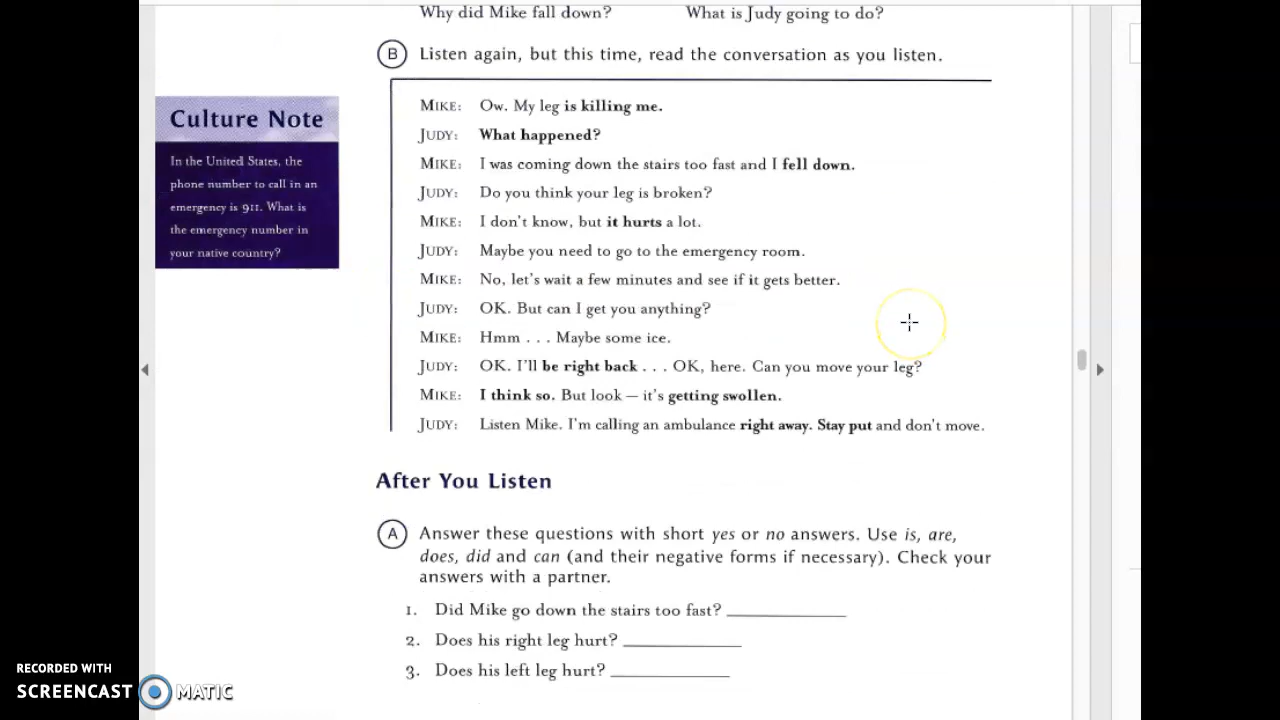 Why did Mike fall down? What is Judy going to do?
B Listen again, but this time, read the conversation as you listen.
Culture Note
In the United States, the
phone number to call in an
emergency is 911. What is
the emergency number in
your native country?
MIKE: Ow. My leg is killing me.
JUDY: What happened?
MIKE: I was coming down the stairs too fast and I fell down.
JUDY: Do you think your leg is broken?
MIKE: I don't know, but it hurts a lot.
JUDY: Maybe you need to go to the emergency room.
MIKE: No, let's wait a few minutes and see if it gets better.
JUDY: OK. But can I get you anything?
MIKE: Hmm . . . Maybe some ice.
JUDY: OK. I'll be right back . . . OK, here. Can you move your leg?
MIKE: I think so. But look — it's getting swollen.
JUDY: Listen Mike. I'm calling an ambulance right away. Stay put and don't move.
After You Listen
A Answer these questions with short yes or no answers. Use is, are,
does, did and can (and their negative forms if necessary). Check your
answers with a partner.
1. Did Mike go down the stairs too fast? ____________
2. Does his right leg hurt? ____________
3. Does his left leg hurt? ____________
RECORDED WITH
SCREENCAST MATIC